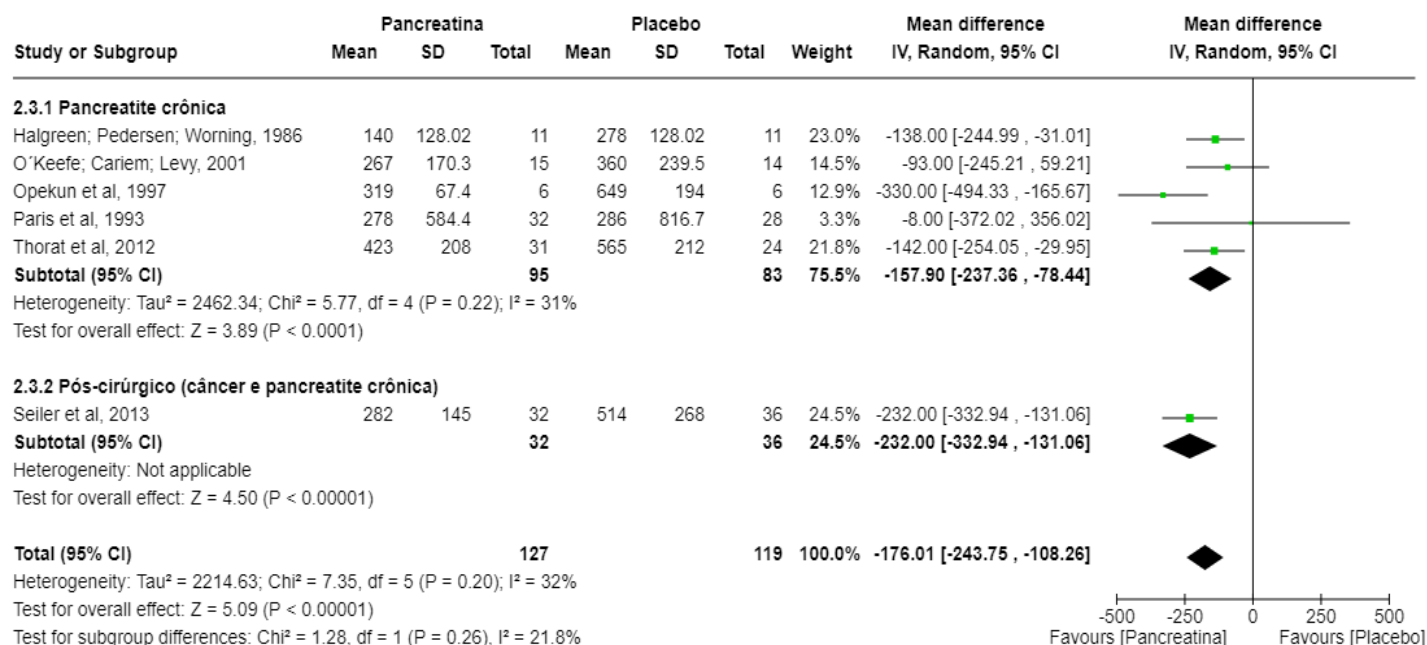 Pancreatina Placebo Mean difference Mean difference
Study or Subgroup Mean SD Total Mean SD Total Weight IV, Random, 95% CI IV, Random, 95% CI
2.3.1 Pancreatite crônica
Halgreen; Pedersen; Worning, 1986 140 128.02 11 278 128.02 11 23.0% -138.00 [-244.99 , -31.01]
O´Keefe; Cariem; Levy, 2001 267 170.3 15 360 239.5 14 14.5% -93.00 [-245.21 , 59.21]
Opekun et al, 1997 319 67.4 6 649 194 6 12.9% -330.00 [-494.33 , -165.67]
Paris et al, 1993 278 584.4 32 286 816.7 28 3.3% -8.00 [-372.02 , 356.02]
Thorat et al, 2012 423 208 31 565 212 24 21.8% -142.00 [-254.05 , -29.95]
Subtotal (95% CI) 95 83 75.5% -157.90 [-237.36 , -78.44]
Heterogeneity: Tau² = 2462.34; Chi² = 5.77, df = 4 (P = 0.22); I² = 31%
Test for overall effect: Z = 3.89 (P < 0.0001)
2.3.2 Pós-cirúrgico (câncer e pancreatite crônica)
Seiler et al, 2013 282 145 32 514 268 36 24.5% -232.00 [-332.94 , -131.06]
Subtotal (95% CI) 32 36 24.5% -232.00 [-332.94 , -131.06]
Heterogeneity: Not applicable
Test for overall effect: Z = 4.50 (P < 0.00001)
Total (95% CI) 127 119 100.0% -176.01 [-243.75 , -108.26]
Heterogeneity: Tau² = 2214.63; Chi² = 7.35, df = 5 (P = 0.20); I² = 32%
Test for overall effect: Z = 5.09 (P < 0.00001)
-500 -250 0 250 500
Test for subgroup differences: Chi² = 1.28, df = 1 (P = 0.26), I² = 21.8% Favours [Pancreatina] Favours [Placebo]